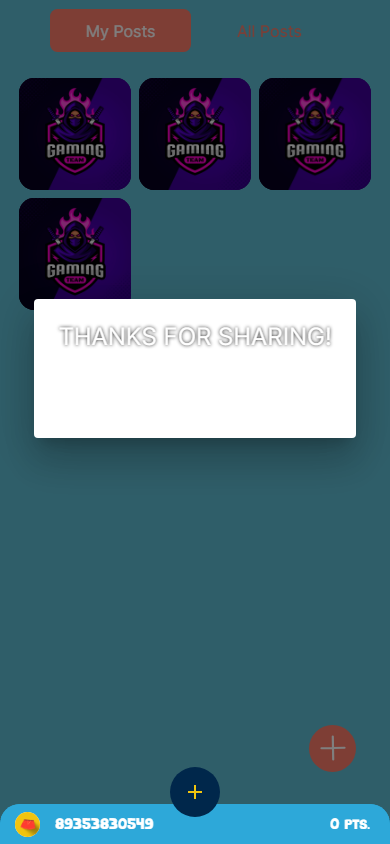 My Posts
All Posts
GAMING
TEAM
GAMING
TEAM
GAMING
TEAM
GAMING
TEAM
THANKS FOR SHARING!
89353830549
0 PTS.